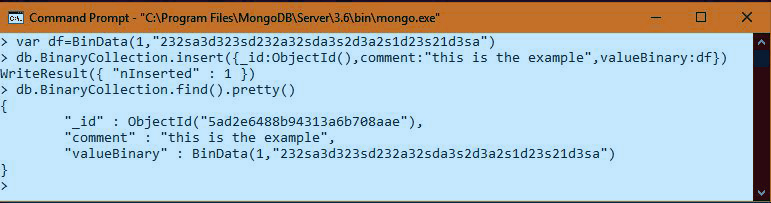 Command Prompt - "C:\Program Files\MongoDB\Server\3.6\bin\mongo.exe"
> var df=BinData(1,"232sa3d323sd232a32sda3s2d3a2s1d23s21d3sa")
> db.BinaryCollection.insert({_id:ObjectId(),comment:"this is the example",valueBinary:df})
WriteResult({ "nInserted" : 1 })
> db.BinaryCollection.find().pretty()
{
        "_id" : ObjectId("5ad2e6488b94313a6b708aae"),
        "comment" : "this is the example",
        "valueBinary" : BinData(1,"232sa3d323sd232a32sda3s2d3a2s1d23s21d3sa")
}
>